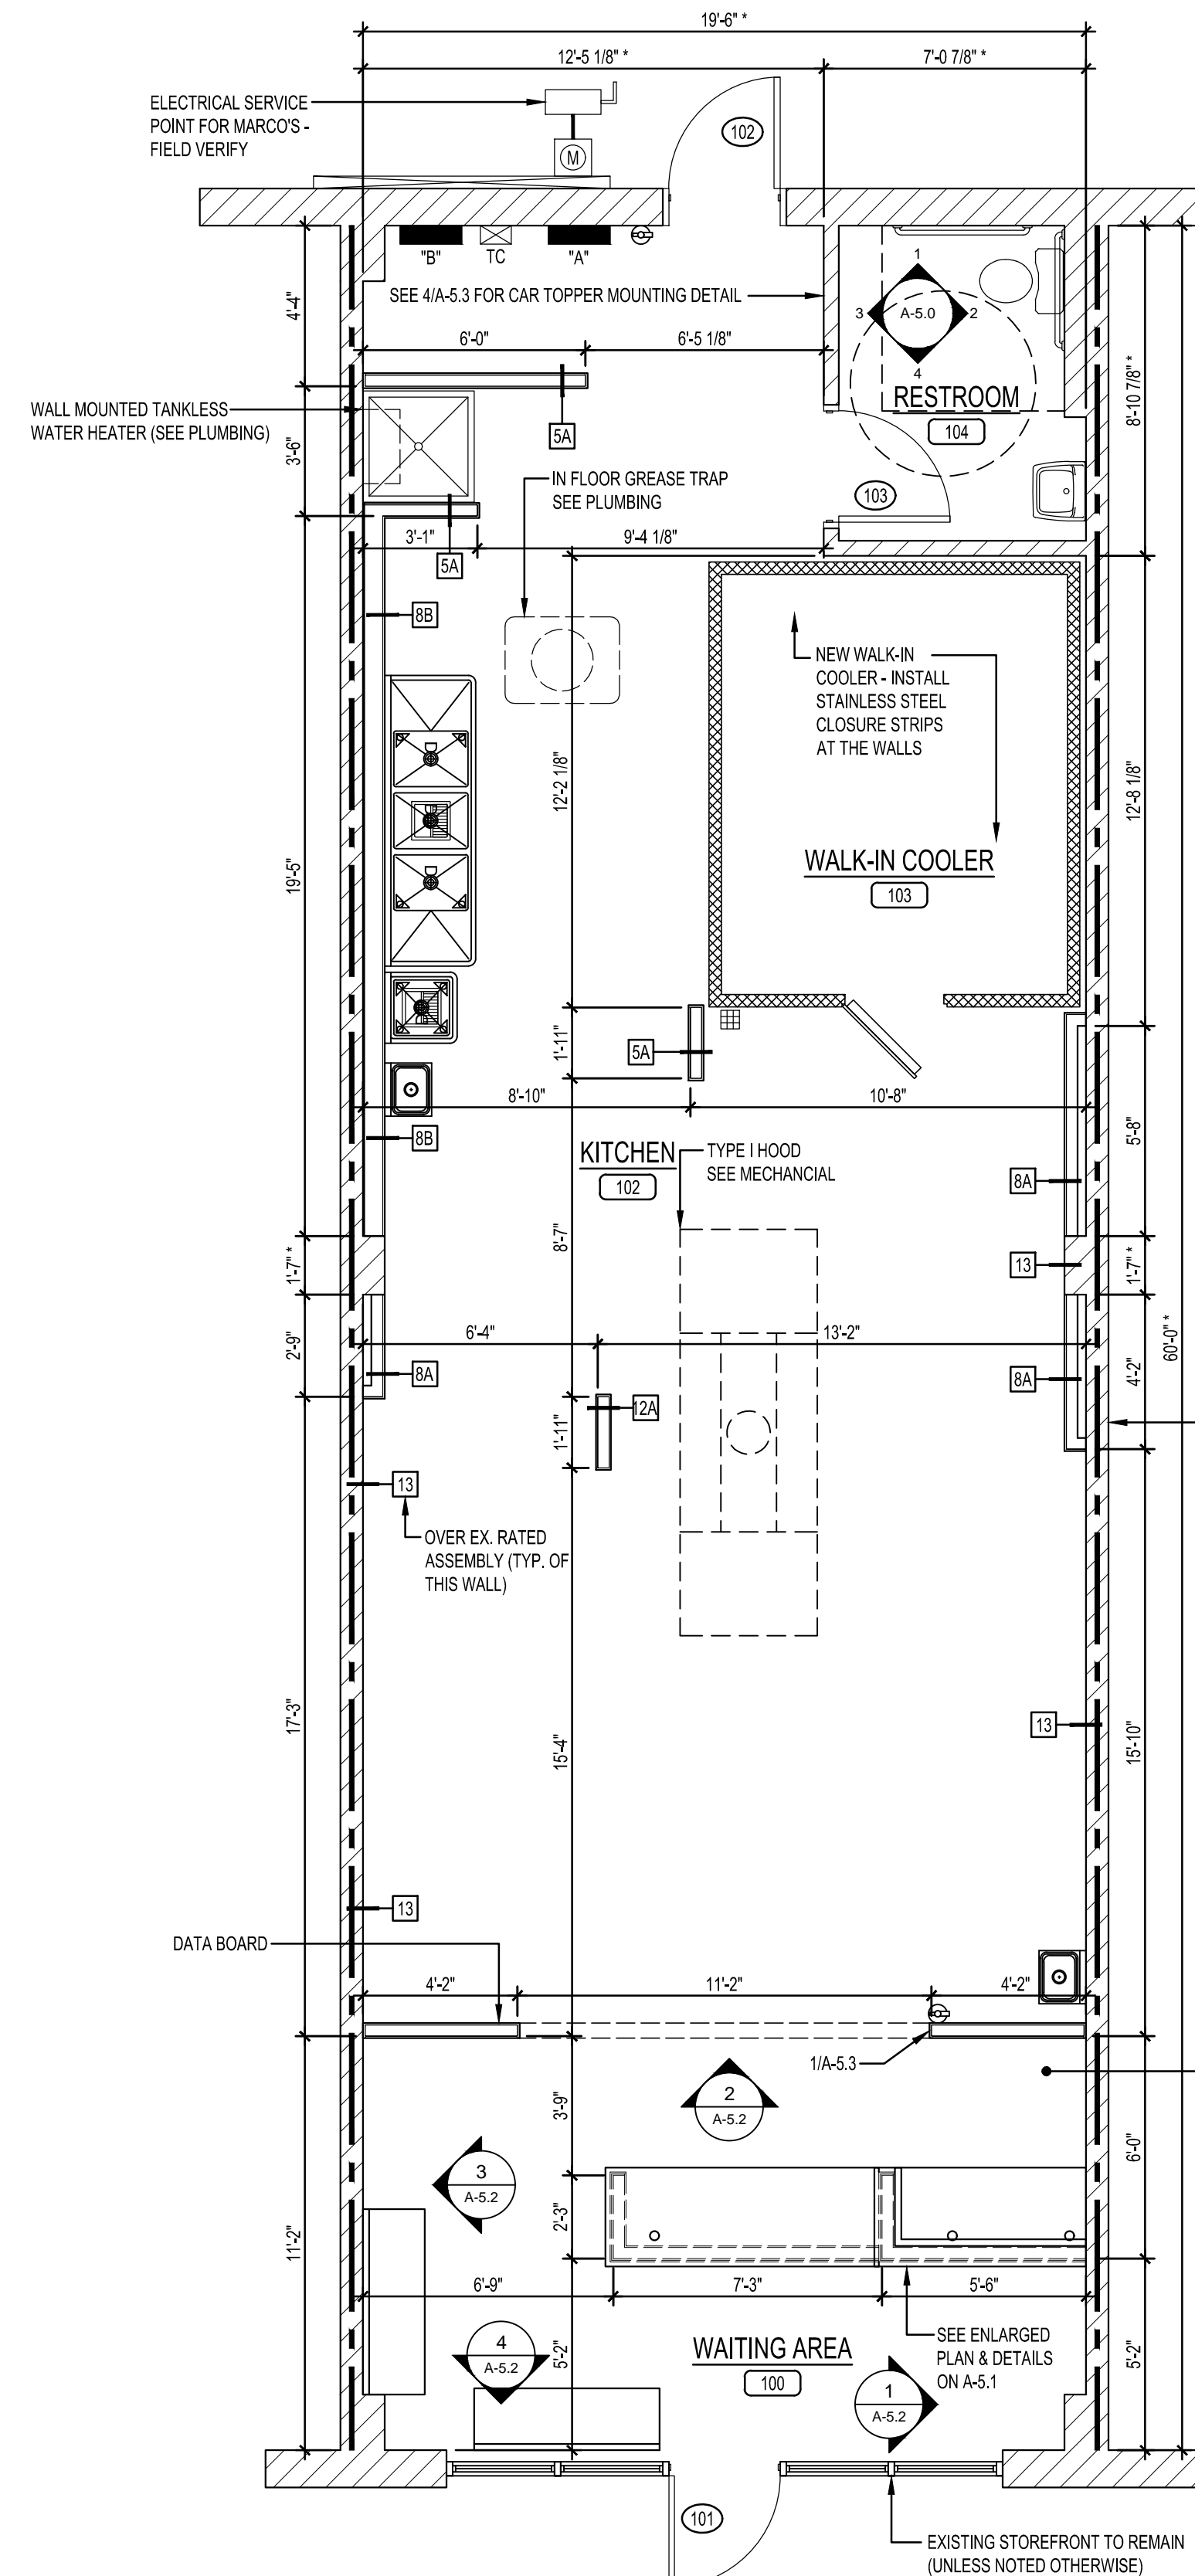 19'-6" *
12'-5 1/8" *
7'-0 7/8" *
ELECTRICAL SERVICE
POINT FOR MARCO'S -
FIELD VERIFY
M
102
"B"
TC
"A"
SEE 4/A-5.3 FOR CAR TOPPER MOUNTING DETAIL
1
3
A-5.0
2
4
4'-4"
6'-0"
6'-5 1/8"
8'-10 7/8" *
RESTROOM
104
WALL MOUNTED TANKLESS
WATER HEATER (SEE PLUMBING)
3'-6"
5A
IN FLOOR GREASE TRAP
SEE PLUMBING
103
3'-1"
9'-4 1/8"
5A
8B
NEW WALK-IN
COOLER - INSTALL
STAINLESS STEEL
CLOSURE STRIPS
AT THE WALLS
12'-2 1/8"
12'-8 1/8"
19'-5"
WALK-IN COOLER
103
1'-11"
5A
8'-10"
10'-8"
8B
KITCHEN
102
TYPE I HOOD
SEE MECHANCIAL
5'-8"
8A
8'-7"
1'-7" *
13
1'-7" *
6'-4"
13'-2"
60'-0" *
2'-9"
8A
8A
4'-2"
12A
1'-11"
13
OVER EX. RATED
ASSEMBLY (TYP. OF
THIS WALL)
17'-3"
15'-4"
13
15'-10"
13
DATA BOARD
4'-2"
11'-2"
4'-2"
1/A-5.3
2
A-5.2
3'-9"
6'-0"
3
A-5.2
2'-3"
11'-2"
6'-9"
7'-3"
5'-6"
4
A-5.2
5'-2"
WAITING AREA
100
SEE ENLARGED
PLAN & DETAILS
ON A-5.1
5'-2"
1
A-5.2
101
EXISTING STOREFRONT TO REMAIN
(UNLESS NOTED OTHERWISE)